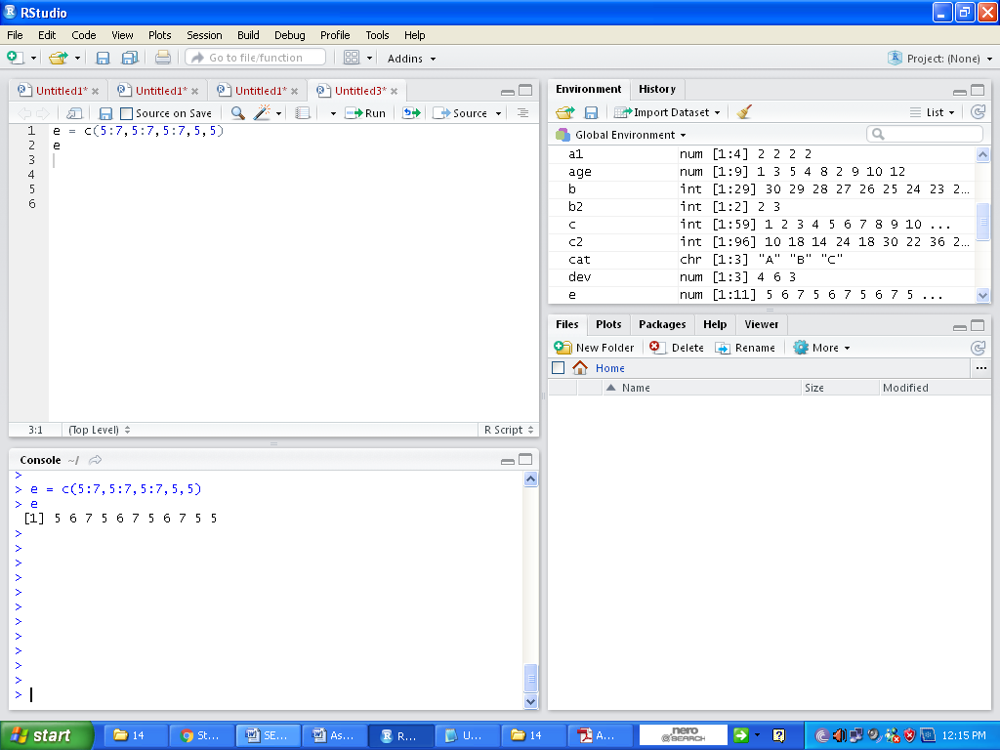 RStudio
File Edit Code View Plots Session Build Debug Profile Tools Help
Go to file/function Addins Project: (None)
Untitled1* Untitled1* Untitled1* Untitled3*
Source on Save Run Source
1 e = c(5:7,5:7,5:7,5,5)
2 e
3
4
5
6
3:1 (Top Level) R Script
Console ~/
>
> e = c(5:7,5:7,5:7,5,5)
> e
[1] 5 6 7 5 6 7 5 6 7 5 5
>
>
>
>
>
>
>
>
>
>
>
>
Environment History
Import Dataset List
Global Environment
a1 num [1:4] 2 2 2 2
age num [1:9] 1 3 5 4 8 2 9 10 12
b int [1:29] 30 29 28 27 26 25 24 23 2…
b2 int [1:2] 2 3
c int [1:59] 1 2 3 4 5 6 7 8 9 10 ...
c2 int [1:96] 10 18 14 24 18 30 22 36 2…
cat chr [1:3] "A" "B" "C"
dev num [1:3] 4 6 3
e num [1:11] 5 6 7 5 6 7 5 6 7 5 ...
Files Plots Packages Help Viewer
New Folder Delete Rename More
Home ...
Name Size Modified
start 14 St... SE... As... R... U... 14 A... nero SEARCH 12:15 PM